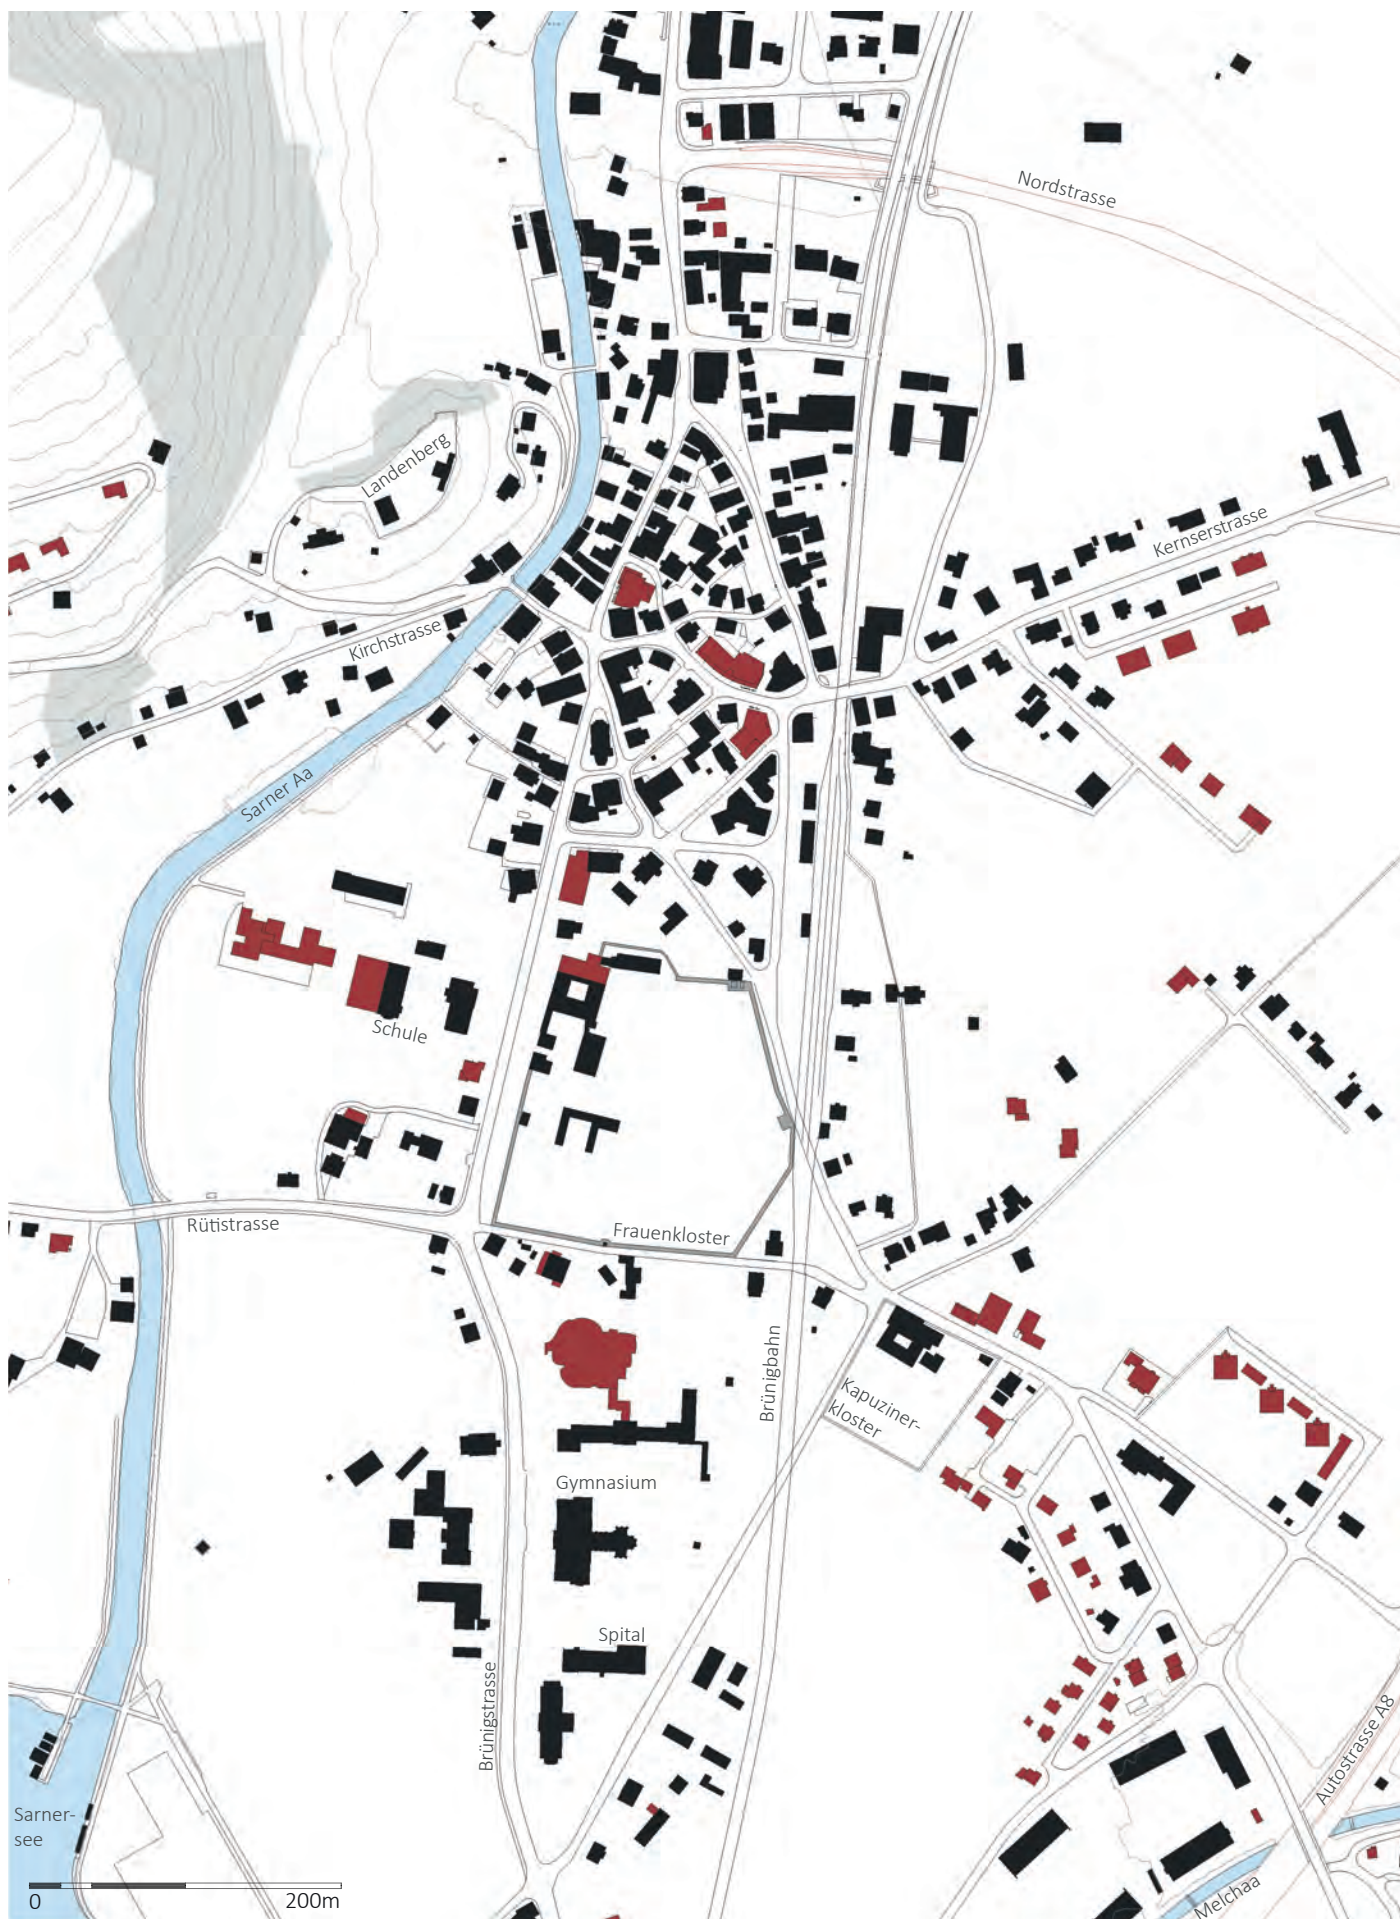 Nordstrasse
Landenberg
Kernserstrasse
Kirchstrasse
Sarner Aa
Schule
Rütistrasse
Frauenkloster
Brünigbahn
Kapuziner-
kloster
Gymnasium
Spital
Brünigstrasse
Autostrasse A8
Sarner-
see
0
200m
Melchaa